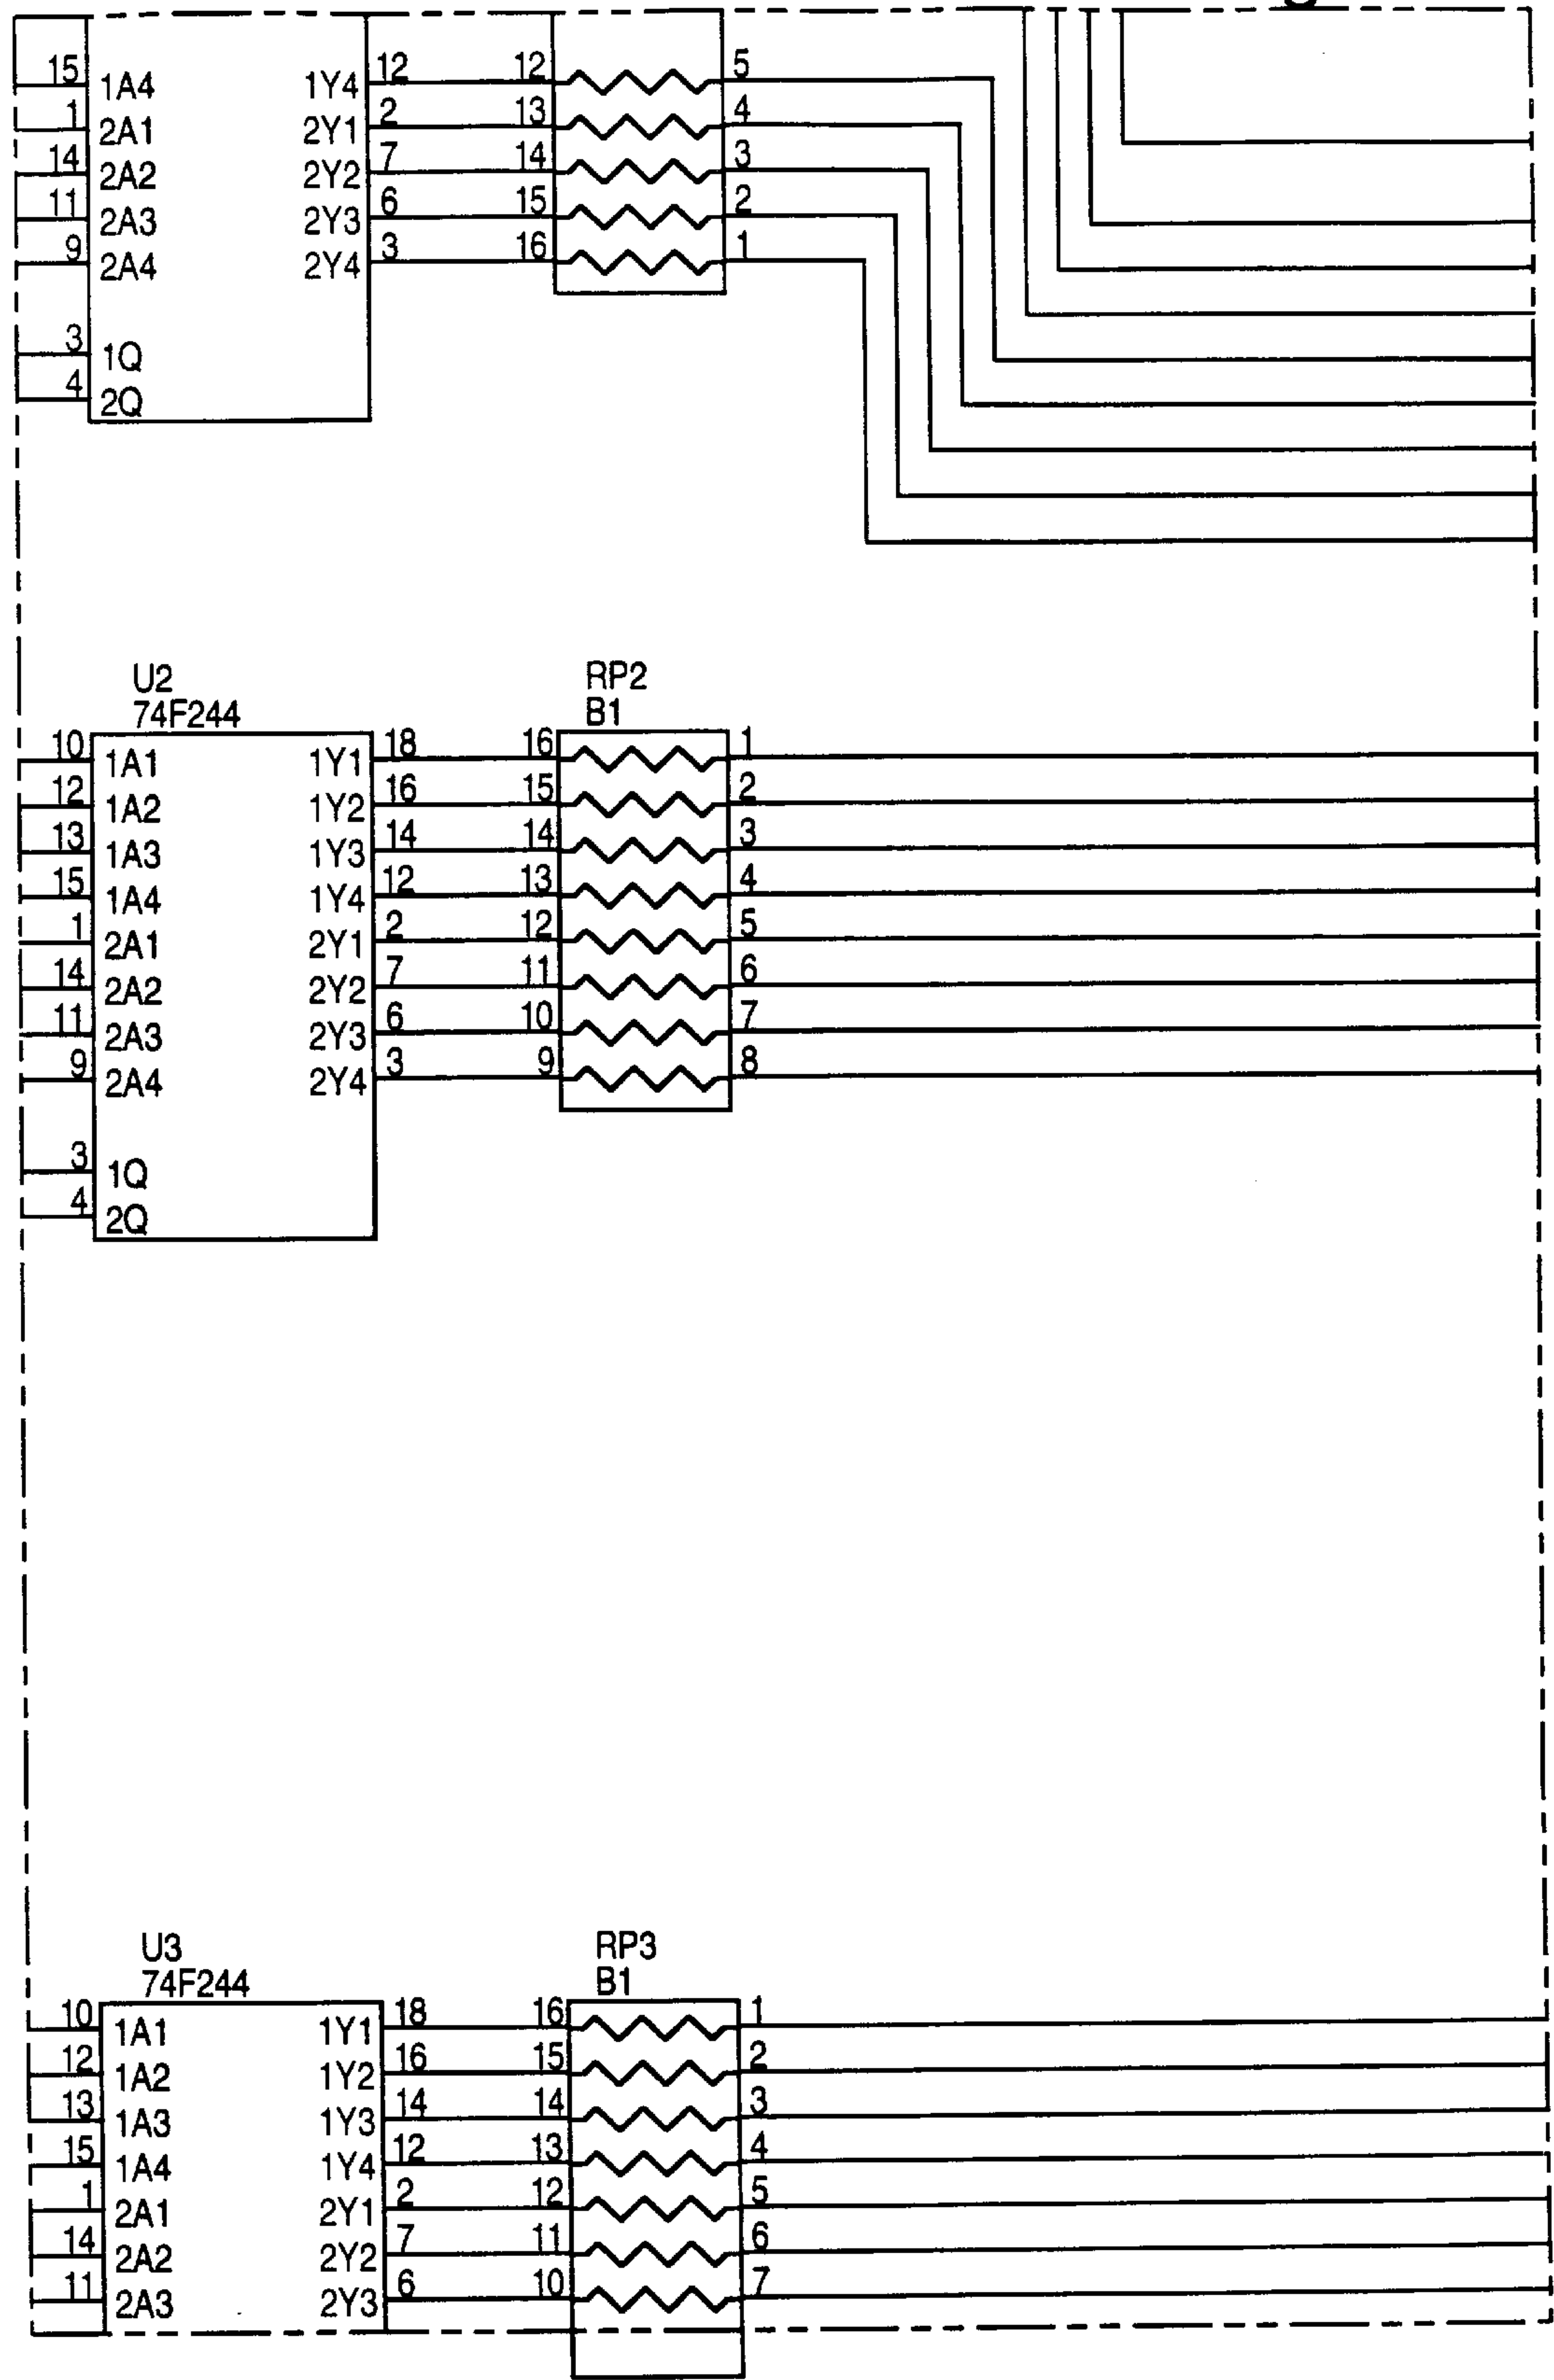 15 1A4 1Y4 12 12 5
1 2A1 2Y1 2 13 4
14 2A2 2Y2 7 14 3
11 2A3 2Y3 6 15 2
9 2A4 2Y4 3 16 1
3 1Q
4 2Q
U2 RP2
74F244 B1
10 1A1 1Y1 18 16 1
12 1A2 1Y2 16 15 2
13 1A3 1Y3 14 14 3
15 1A4 1Y4 12 13 4
1 2A1 2Y1 2 12 5
14 2A2 2Y2 7 11 6
11 2A3 2Y3 6 10 7
9 2A4 2Y4 3 9 8
3 1Q
4 2Q
U3 RP3
74F244 B1
10 1A1 1Y1 18 16 1
12 1A2 1Y2 16 15 2
13 1A3 1Y3 14 14 3
15 1A4 1Y4 12 13 4
1 2A1 2Y1 2 12 5
14 2A2 2Y2 7 11 6
11 2A3 2Y3 6 10 7